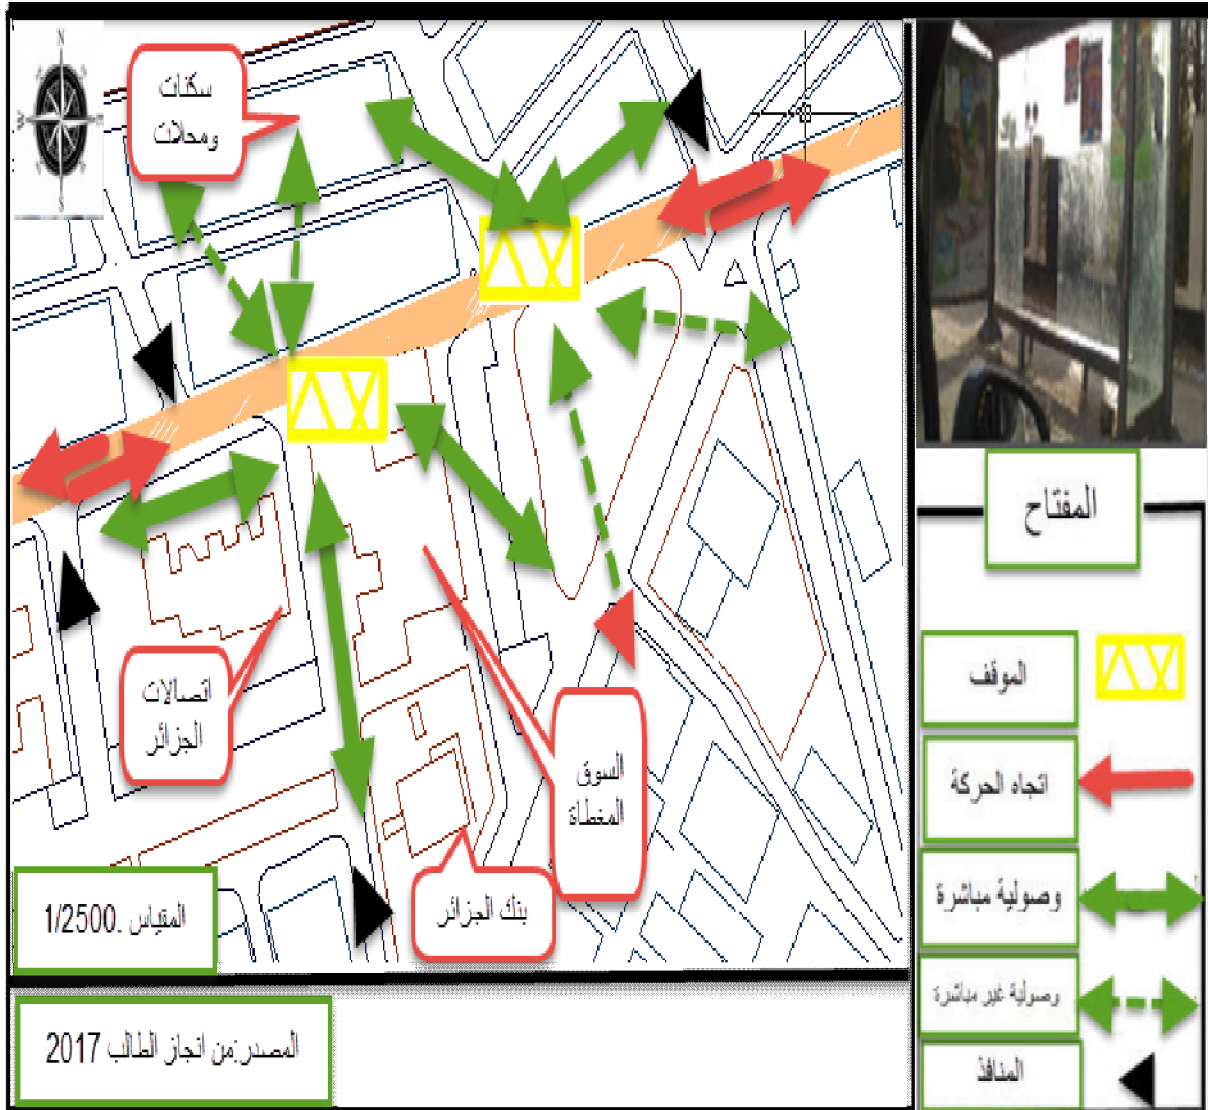 N
W
S
سكنات
ومحلات
اتصالات
الجزائر
السوق
المغطاة
بنك الجزائر
المقياس .1/2500
المصدر:من انجاز الطالب 2017
المفتاح
الموقف
اتجاه الحركة
وصولية مباشرة
وصولية غير مباشرة
المنافذ